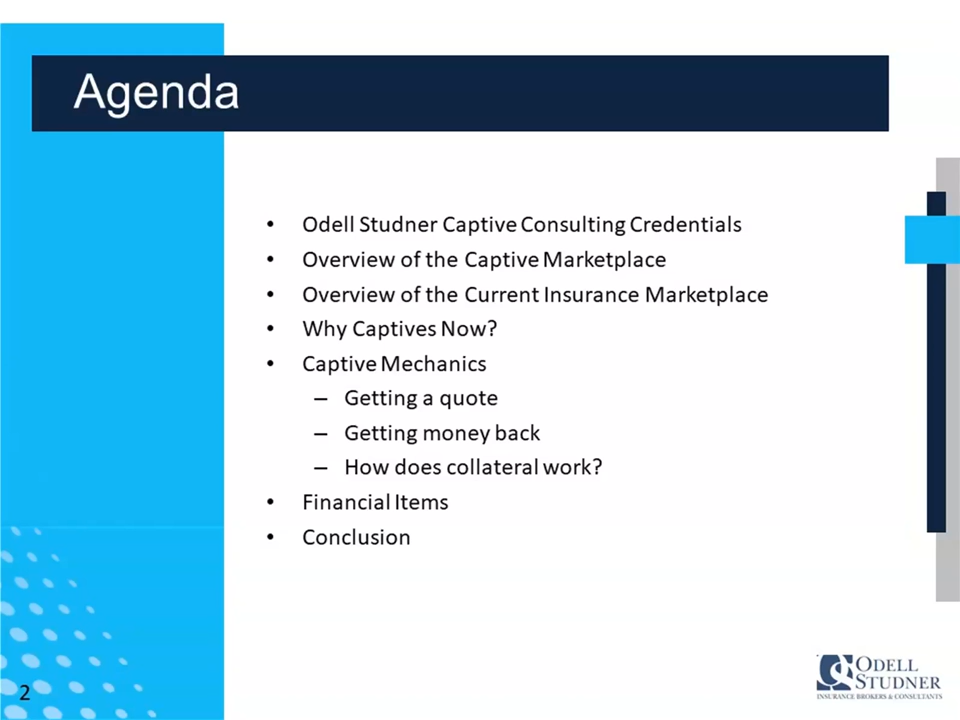 Agenda
• Odell Studner Captive Consulting Credentials
• Overview of the Captive Marketplace
• Overview of the Current Insurance Marketplace
• Why Captives Now?
• Captive Mechanics
– Getting a quote
– Getting money back
– How does collateral work?
• Financial Items
• Conclusion
2
ODELL
STUDNER
INSURANCE BROKERS & CONSULTANTS